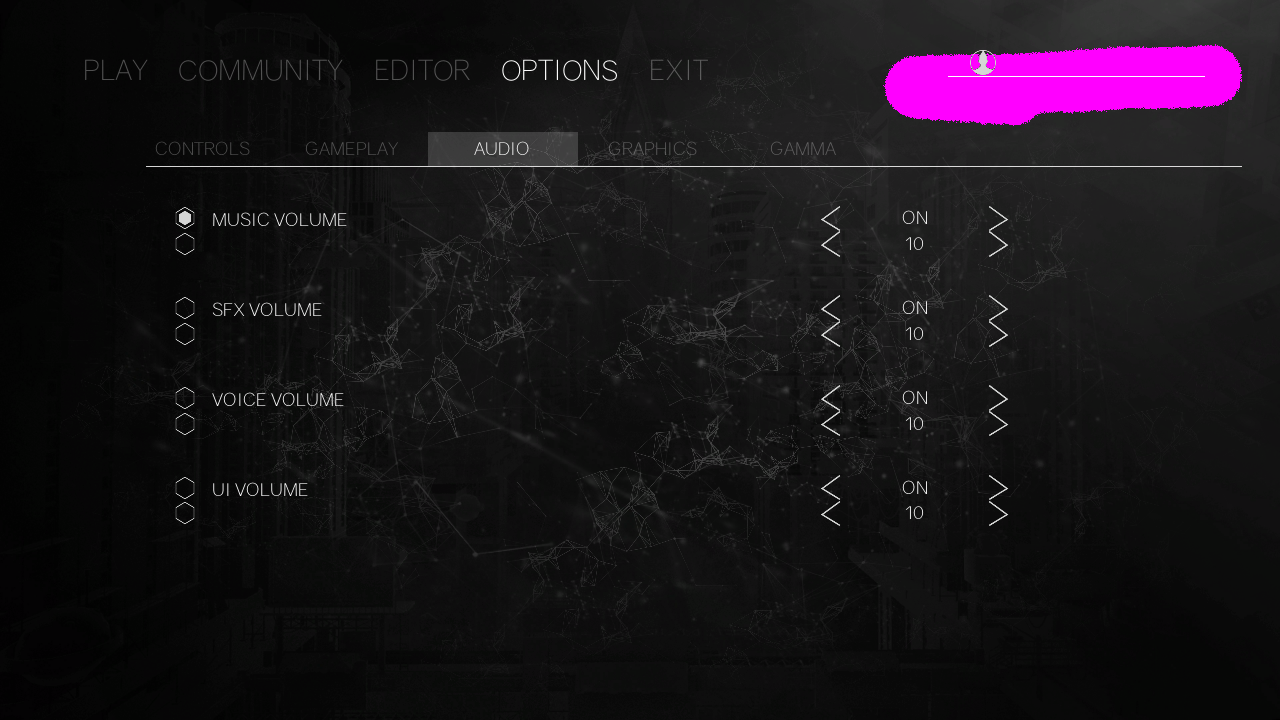 PLAY COMMUNITY EDITOR OPTIONS EXIT
CONTROLS GAMEPLAY AUDIO GRAPHICS GAMMA
MUSIC VOLUME ON
10
SFX VOLUME ON
10
VOICE VOLUME ON
10
UI VOLUME ON
10